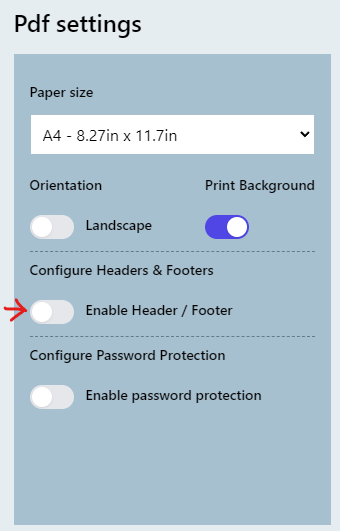 Pdf settings
Paper size
A4 - 8.27in x 11.7in
Orientation Print Background
Landscape
Configure Headers & Footers
Enable Header / Footer
Configure Password Protection
Enable password protection